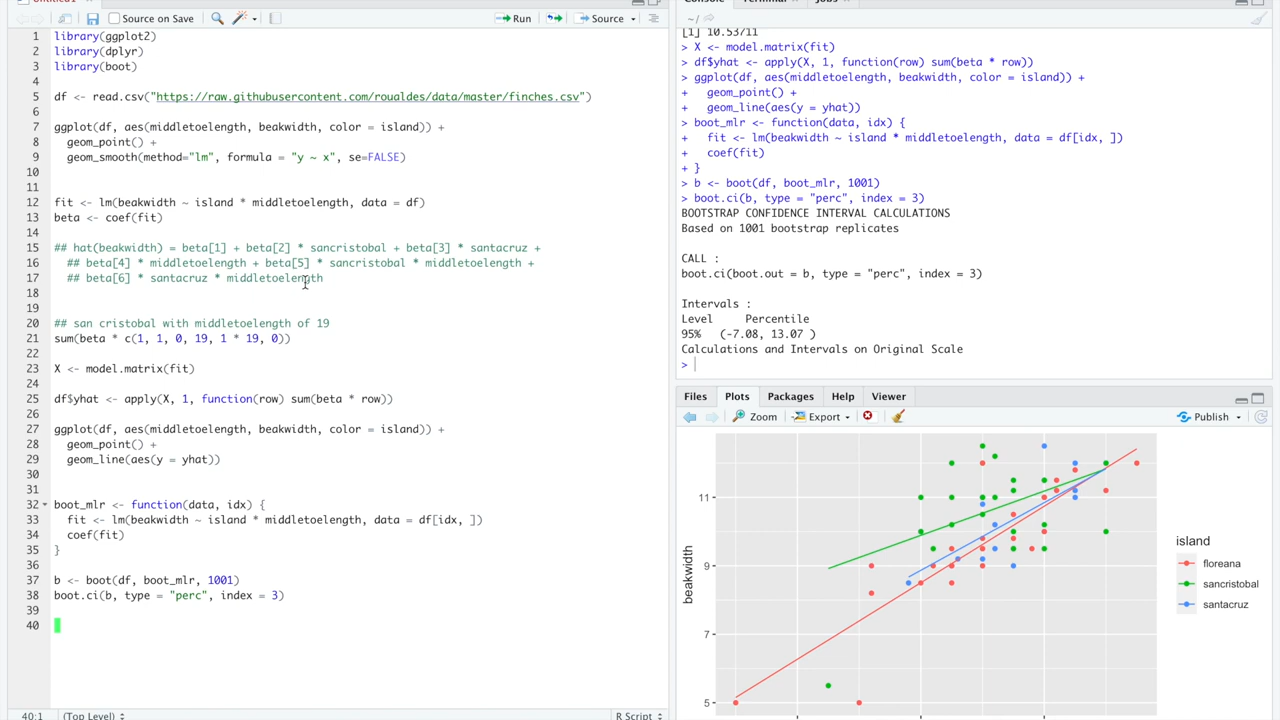 Untitled1
Source on Save
Run
Source
1 library(ggplot2)
2 library(dplyr)
3 library(boot)
4
5 df <- read.csv("https://raw.githubusercontent.com/roualdes/data/master/finches.csv")
6
7 ggplot(df, aes(middletoelength, beakwidth, color = island)) +
8 geom_point() +
9 geom_smooth(method="lm", formula = "y ~ x", se=FALSE)
10
11
12 fit <- lm(beakwidth ~ island * middletoelength, data = df)
13 beta <- coef(fit)
14
15 ## hat(beakwidth) = beta[1] + beta[2] * sancristobal + beta[3] * santacruz +
16 ## beta[4] * middletoelength + beta[5] * sancristobal * middletoelength +
17 ## beta[6] * santacruz * middletoelength
18
19
20 ## san cristobal with middletoelength of 19
21 sum(beta * c(1, 1, 0, 19, 1 * 19, 0))
22
23 X <- model.matrix(fit)
24
25 df$yhat <- apply(X, 1, function(row) sum(beta * row))
26
27 ggplot(df, aes(middletoelength, beakwidth, color = island)) +
28 geom_point() +
29 geom_line(aes(y = yhat))
30
31
32 boot_mlr <- function(data, idx) {
33 fit <- lm(beakwidth ~ island * middletoelength, data = df[idx, ])
34 coef(fit)
35 }
36
37 b <- boot(df, boot_mlr, 1001)
38 boot.ci(b, type = "perc", index = 3)
39
40
40:1 (Top Level) R Script
Console Terminal Jobs
~/
[1] 10.53711
> X <- model.matrix(fit)
> df$yhat <- apply(X, 1, function(row) sum(beta * row))
> ggplot(df, aes(middletoelength, beakwidth, color = island)) +
+ geom_point() +
+ geom_line(aes(y = yhat))
> boot_mlr <- function(data, idx) {
+ fit <- lm(beakwidth ~ island * middletoelength, data = df[idx, ])
+ coef(fit)
+ }
> b <- boot(df, boot_mlr, 1001)
> boot.ci(b, type = "perc", index = 3)
BOOTSTRAP CONFIDENCE INTERVAL CALCULATIONS
Based on 1001 bootstrap replicates
CALL :
boot.ci(boot.out = b, type = "perc", index = 3)
Intervals :
Level Percentile
95% (-7.08, 13.07 )
Calculations and Intervals on Original Scale
>
Files Plots Packages Help Viewer
Zoom Export Publish
11
9
7
5
beakwidth
island
floreana
sancristobal
santacruz